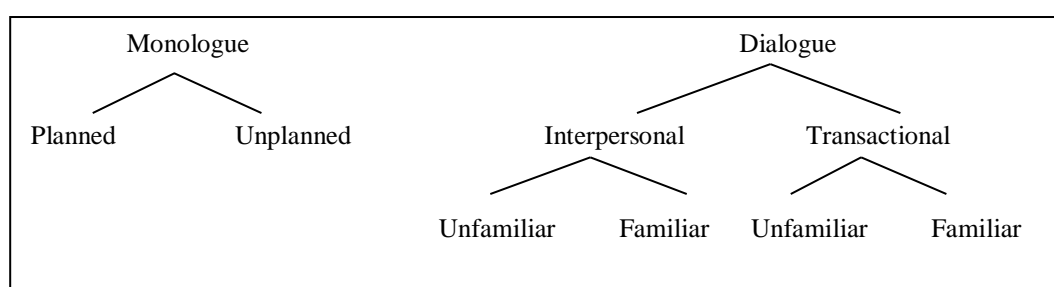 Monologue Dialogue
Planned Unplanned Interpersonal Transactional
Unfamiliar Familiar Unfamiliar Familiar